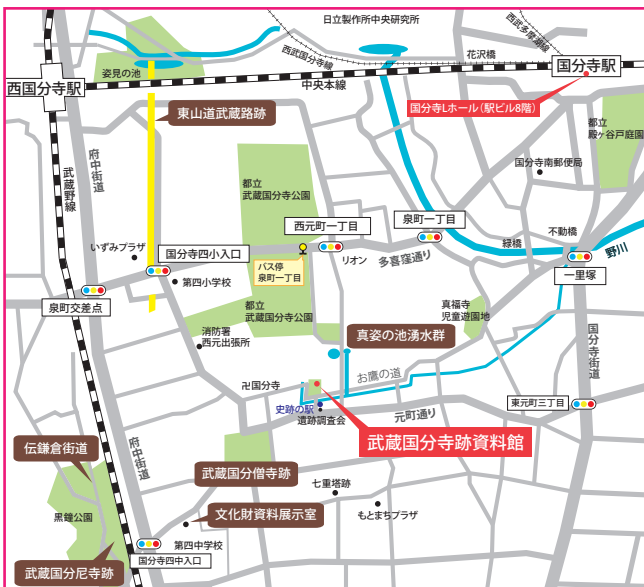 日立製作所中央研究所
西武国分寺線
西武多摩湖線
花沢橋
国分寺駅
姿見の池
西国分寺駅
中央本線
国分寺Lホール(駅ビル8階)
東山道武蔵路跡
都立
殿ヶ谷戸庭園
府中街道
武蔵野線
国分寺南郵便局
都立
武蔵国分寺公園
西元町一丁目
泉町一丁目
いずみプラザ
国分寺四小入口
緑橋
不動橋
野川
リオン
多喜窪通り
バス停
泉町一丁目
第四小学校
一里塚
泉町交差点
都立
武蔵国分寺公園
真福寺
児童遊園地
消防署
西元出張所
真姿の池湧水群
国分寺街道
お鷹の道
卍国分寺
史跡の駅
遺跡調査会
元町通り
東元町三丁目
武蔵国分寺跡資料館
府中街道
伝鎌倉街道
武蔵国分僧寺跡
七重塔跡
黒鐘公園
文化財資料展示室
もとまちプラザ
第四中学校
国分寺四中入口
武蔵国分尼寺跡